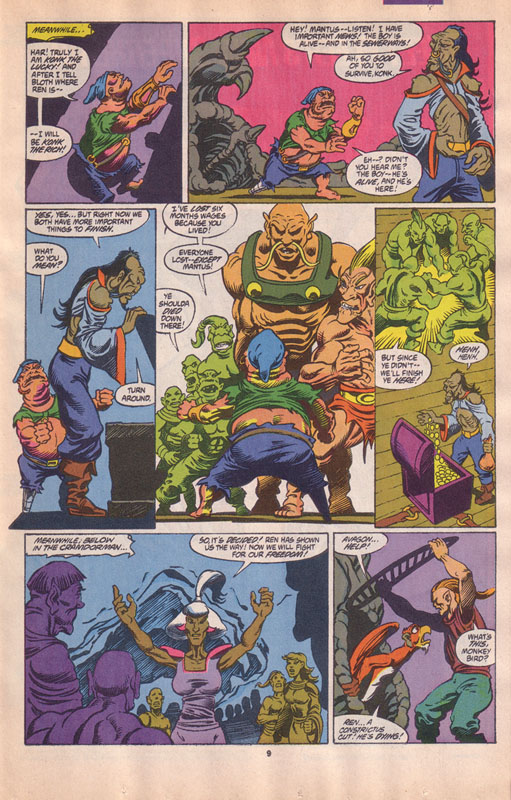 MEANWHILE...
HAR! TRULY I
AM KONK THE
LUCKY! AND
AFTER I TELL
BLOTH WHERE
REN IS--
-- I WILL
BE KONK
THE RICH!
HEY! MANTUS--LISTEN! I HAVE
IMPORTANT NEWS! THE BOY IS
ALIVE--AND IN THE SEWERWAYS!
AH, SO GOOD
OF YOU TO
SURVIVE, KONK.
EH--? DIDN'T
YOU HEAR ME?
THE BOY--HE'S
ALIVE, AND HE'S
HERE!
YES, YES... BUT RIGHT NOW WE
BOTH HAVE MORE IMPORTANT
THINGS TO FINISH.
WHAT
DO YOU
MEAN?
TURN
AROUND.
I'VE LOST SIX
MONTHS WAGES
BECAUSE YOU
LIVED!
EVERYONE
LOST--EXCEPT
MANTUS!
YE
SHOULDA
DIED
DOWN
THERE!
BUT SINCE
YE DIDN'T--
WE'LL FINISH
YE HERE!
HENH,
HENK.
MEANWHILE, BELOW
IN THE CRAMDORMAN...
SO, IT'S DECIDED! REN HAS SHOWN
US THE WAY! NOW WE WILL FIGHT
FOR OUR FREEDOM!
AVAGON...
HELP!
WHAT'S
THIS,
MONKEY
BIRD?
REN... A
CONSTRICTUS
CUT! HE'S DYING!
9